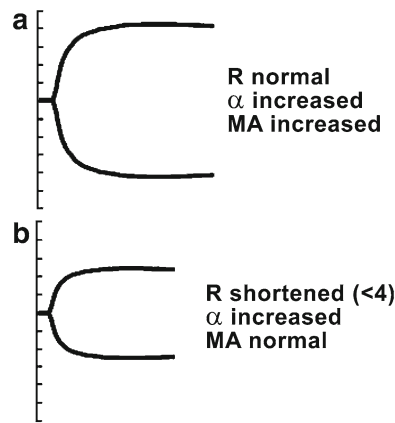 a
R normal
α increased
MA increased
b
R shortened (<4)
α increased
MA normal